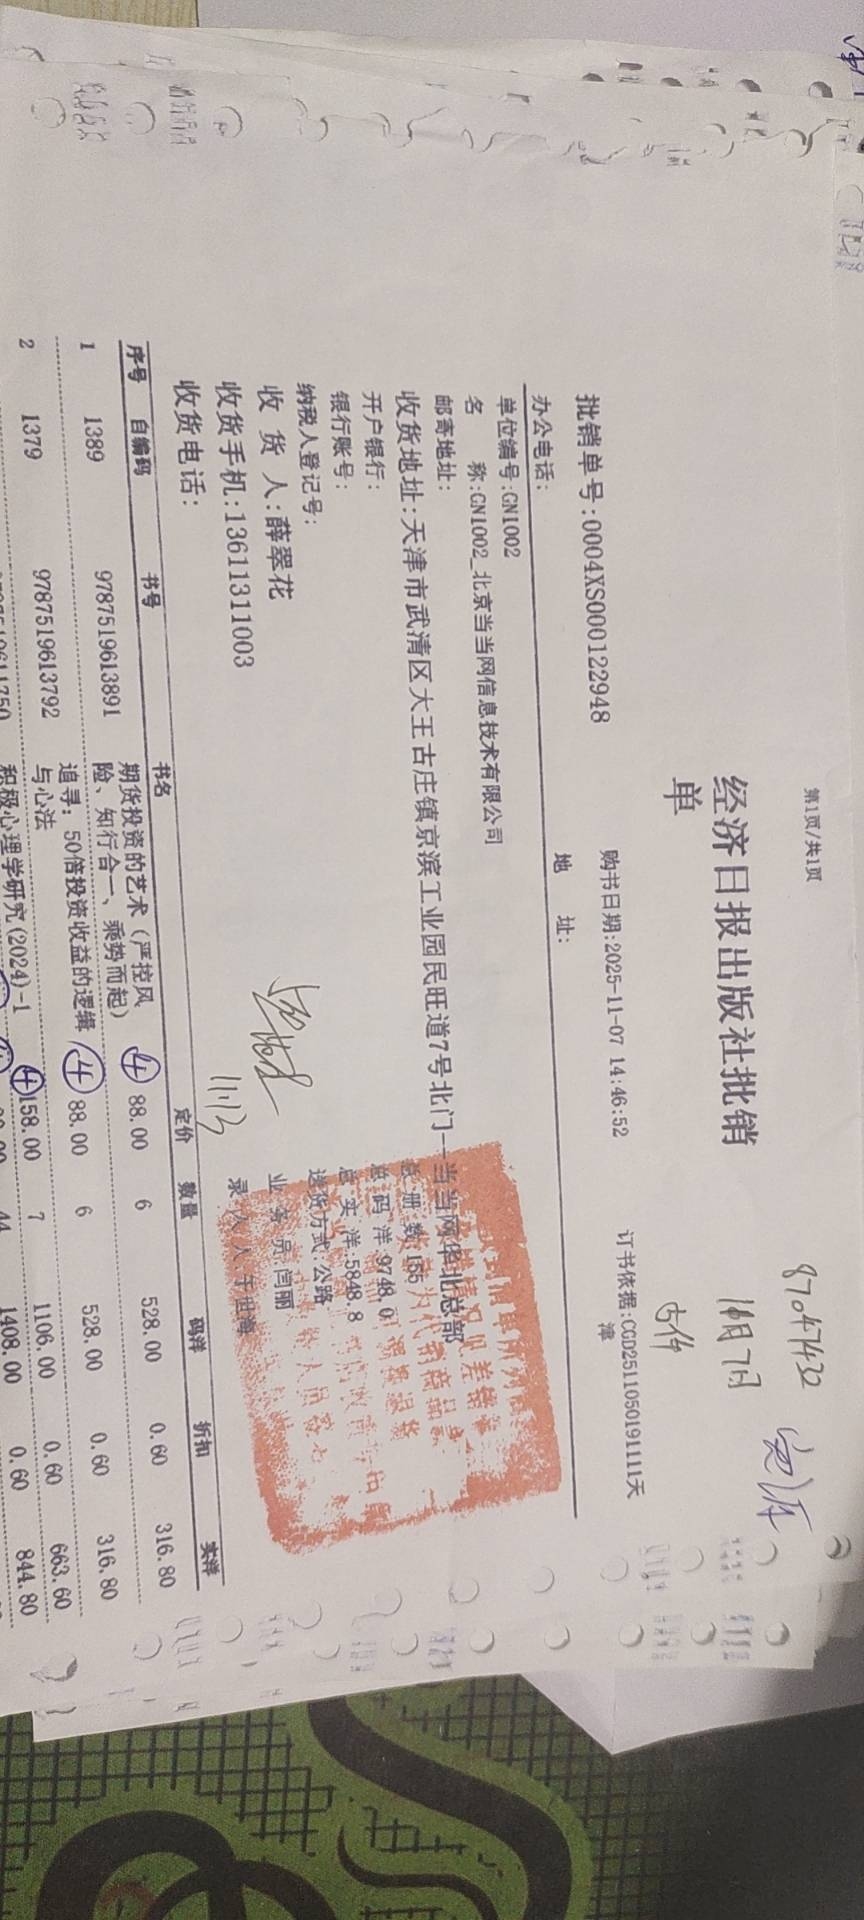 第1页/共1页
87047422
经济日报出版社批销
单
批销单号:0004XS000122948
购书日期:2025-11-07 14:46:52
订书依据:CGD25110501911111天
津
办公电话:
地 址:
单位编号:GN1002
名 称:GN1002_北京当当网信息技术有限公司
邮寄地址:
收货地址:天津市武清区大王古庄镇京滨工业园民旺道7号北门—当当网华北总部
开户银行:
总 册 数:155
银行账号:
总 码 洋:9748.0
总 实 洋:5848.8
纳税人登记号:
送货方式:公路
收 货 人:薛翠花
业 务 员:闫丽
收货手机:13611311003
录 入 人:
收货电话:
11.13
序号 自编码 书号 书名 定价 数量 码洋 折扣 实洋
1 1389 9787519613891 期货投资的艺术（严控风 ④ 88.00 6 528.00 0.60 316.80
险、知行合一、乘势而起）
追寻：50倍投资收益的逻辑 ④ 88.00 6 528.00 0.60 316.80
2 1379 9787519613792 与心法
④ 158.00 7 1106.00 0.60 663.60
积极心理学研究(2024)-1 44 1408.00 0.60 844.80